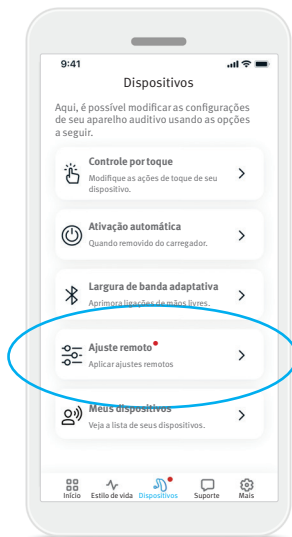 9:41
Dispositivos
Aqui, é possível modificar as configurações
de seu aparelho auditivo usando as opções
a seguir.
Controle por toque
Modifique as ações de toque de seu
dispositivo.
Ativação automática
Quando removido do carregador.
Largura de banda adaptativa
Aprimora ligações de mãos livres.
Ajuste remoto
Aplicar ajustes remotos
Meus dispositivos
Veja a lista de seus dispositivos.
Início Estilo de vida Dispositivos Suporte Mais